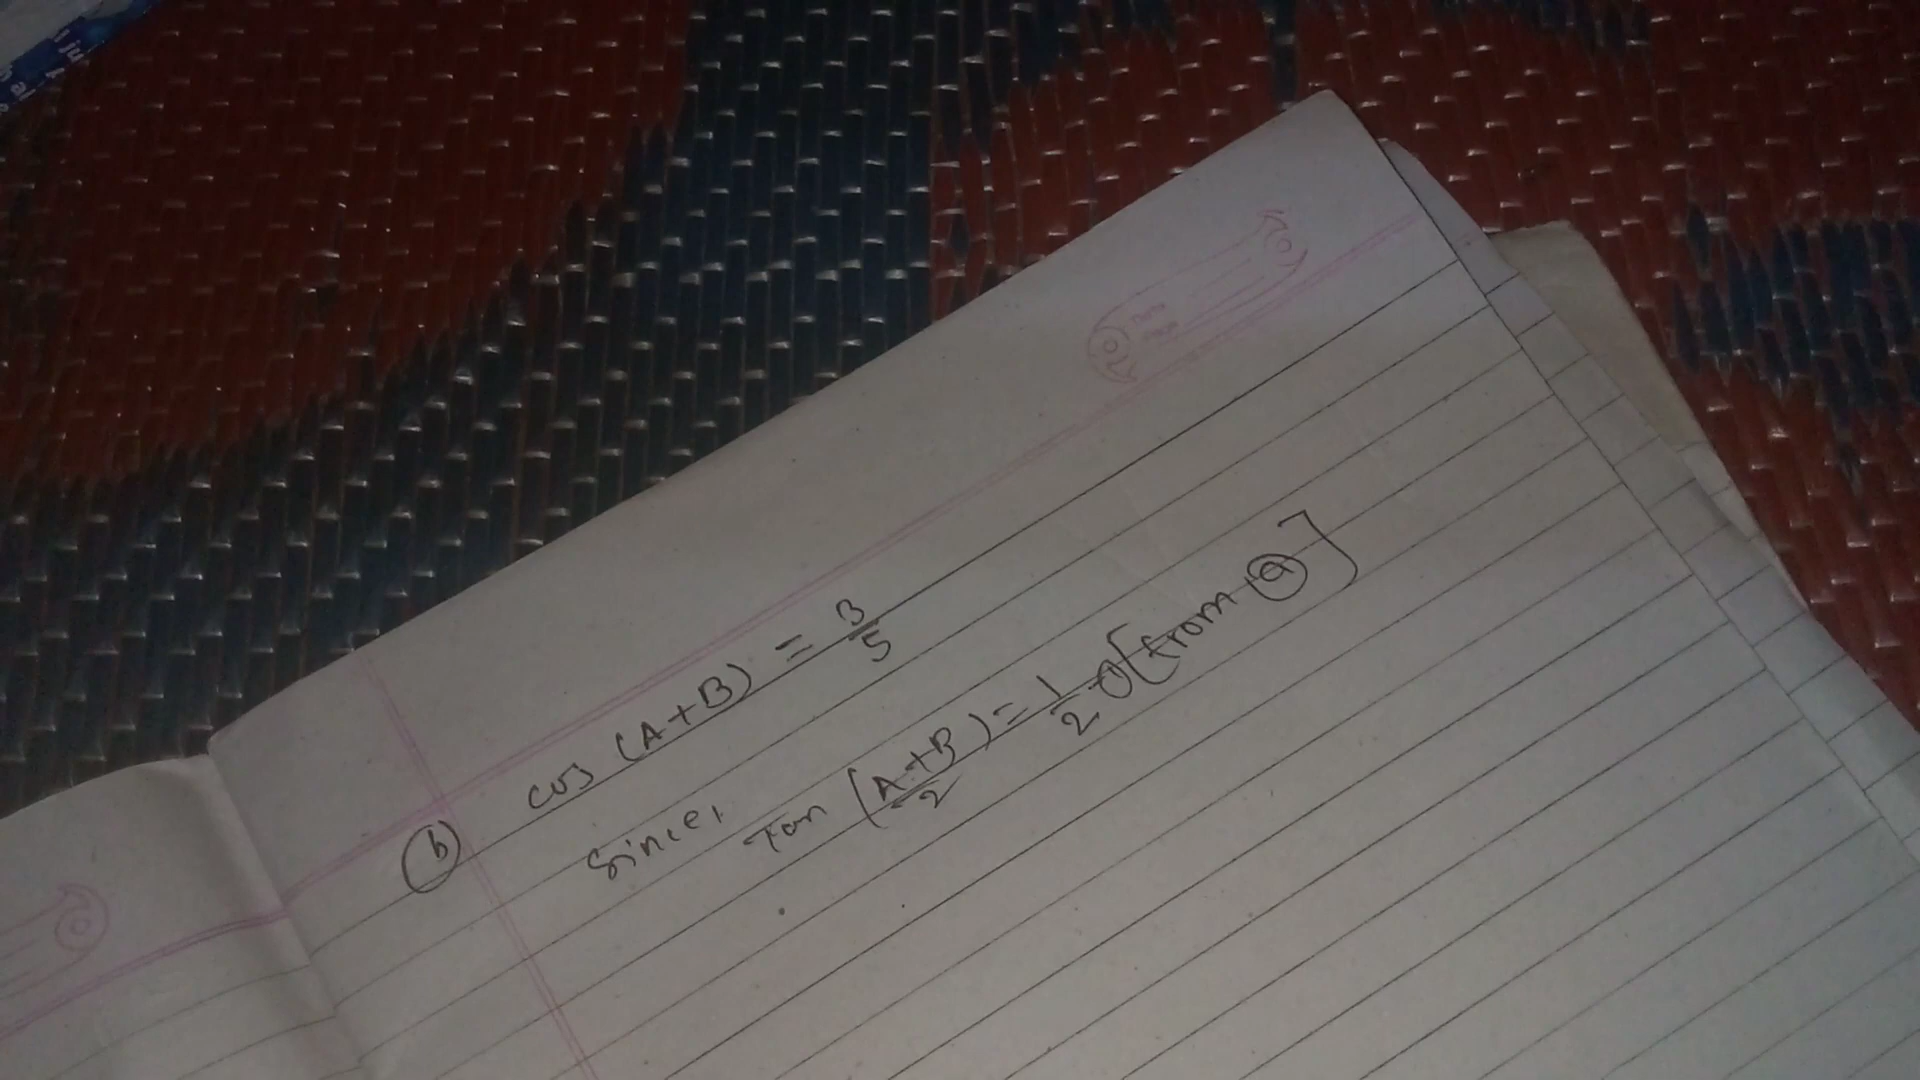 (b) cos (A+B) = 3/5
Since,
Tan (A+B/2) = 1/2 [from (a)]